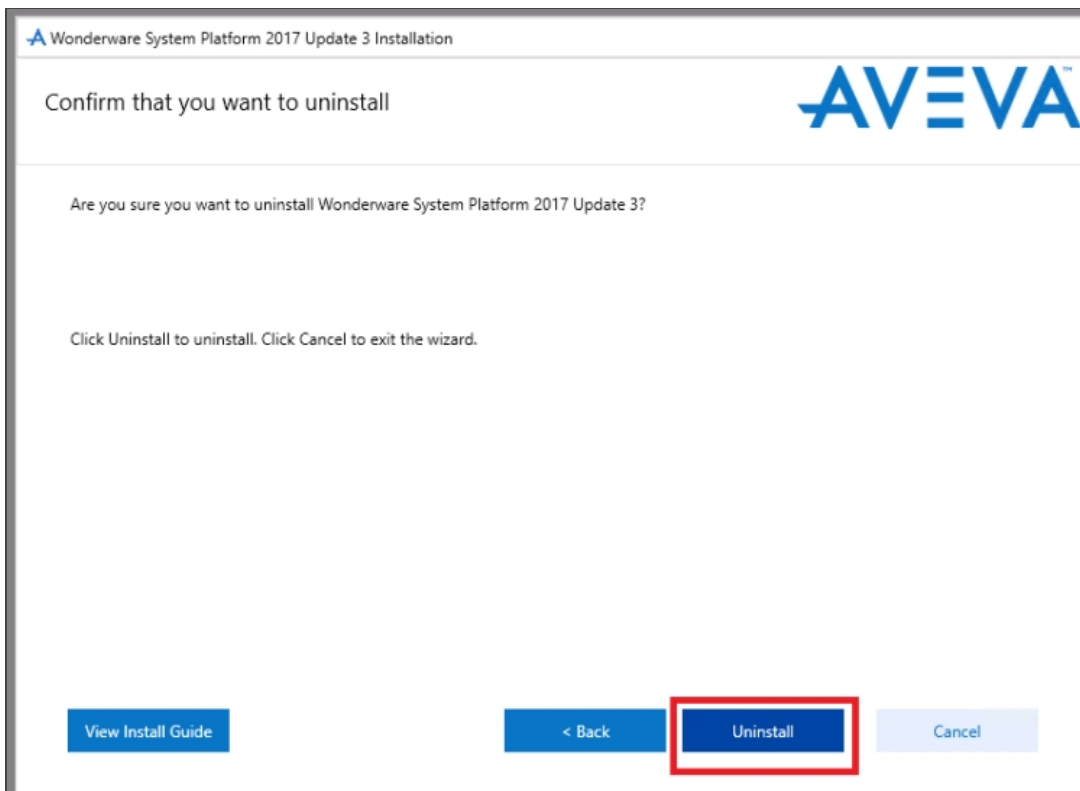 Wonderware System Platform 2017 Update 3 Installation
Confirm that you want to uninstall
AVEVA™
Are you sure you want to uninstall Wonderware System Platform 2017 Update 3?
Click Uninstall to uninstall. Click Cancel to exit the wizard.
View Install Guide
< Back
Uninstall
Cancel